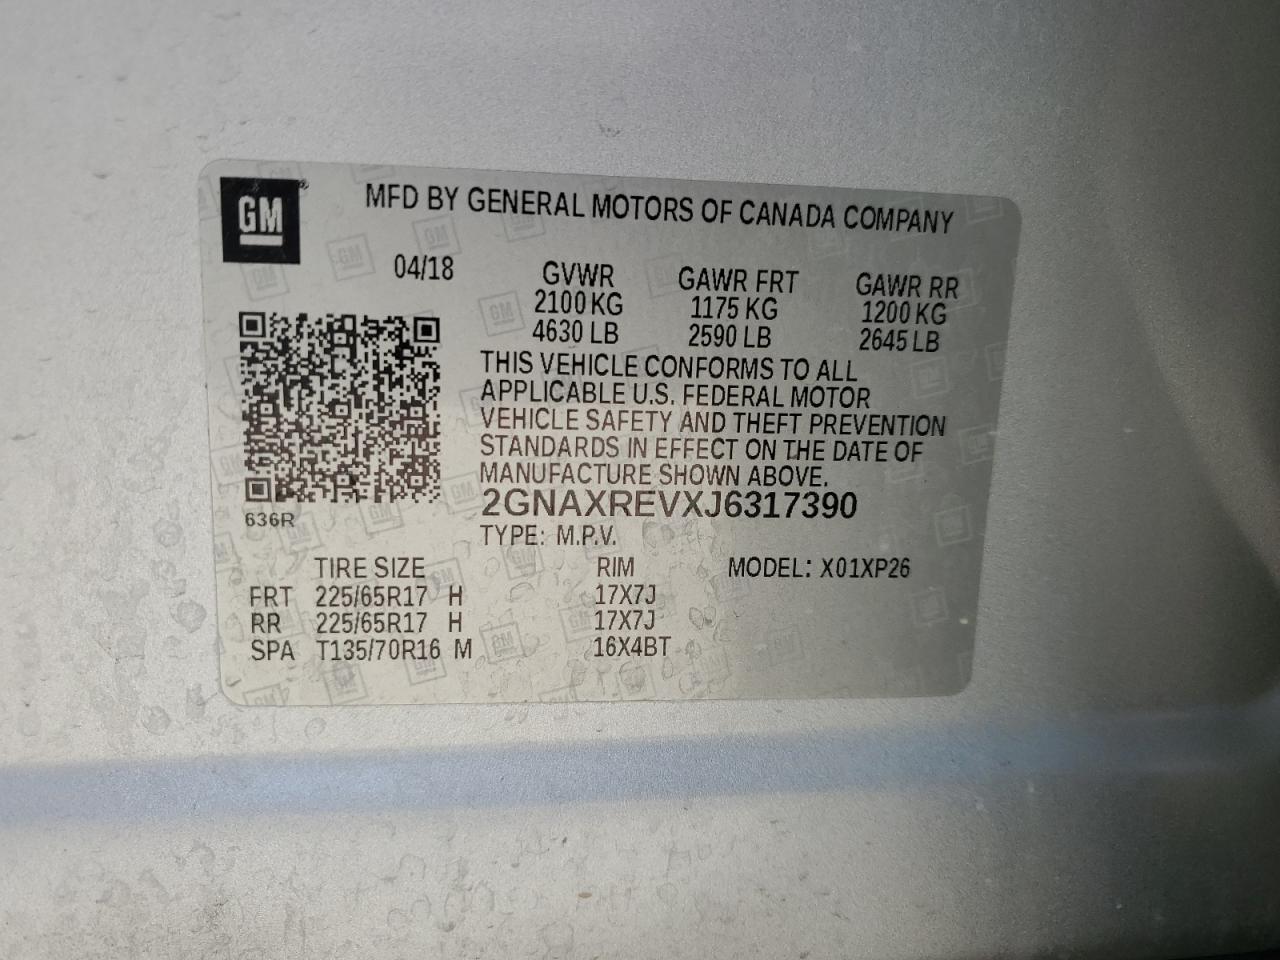 GM
MFD BY GENERAL MOTORS OF CANADA COMPANY
04/18
GVWR GAWR FRT GAWR RR
2100 KG 1175 KG 1200 KG
4630 LB 2590 LB 2645 LB
THIS VEHICLE CONFORMS TO ALL
APPLICABLE U.S. FEDERAL MOTOR
VEHICLE SAFETY AND THEFT PREVENTION
STANDARDS IN EFFECT ON THE DATE OF
MANUFACTURE SHOWN ABOVE.
2GNAXREVXJ6317390
636R
TYPE: M.P.V.
TIRE SIZE RIM MODEL: X01XP26
FRT 225/65R17 H 17X7J
RR 225/65R17 H 17X7J
SPA T135/70R16 M 16X4BT